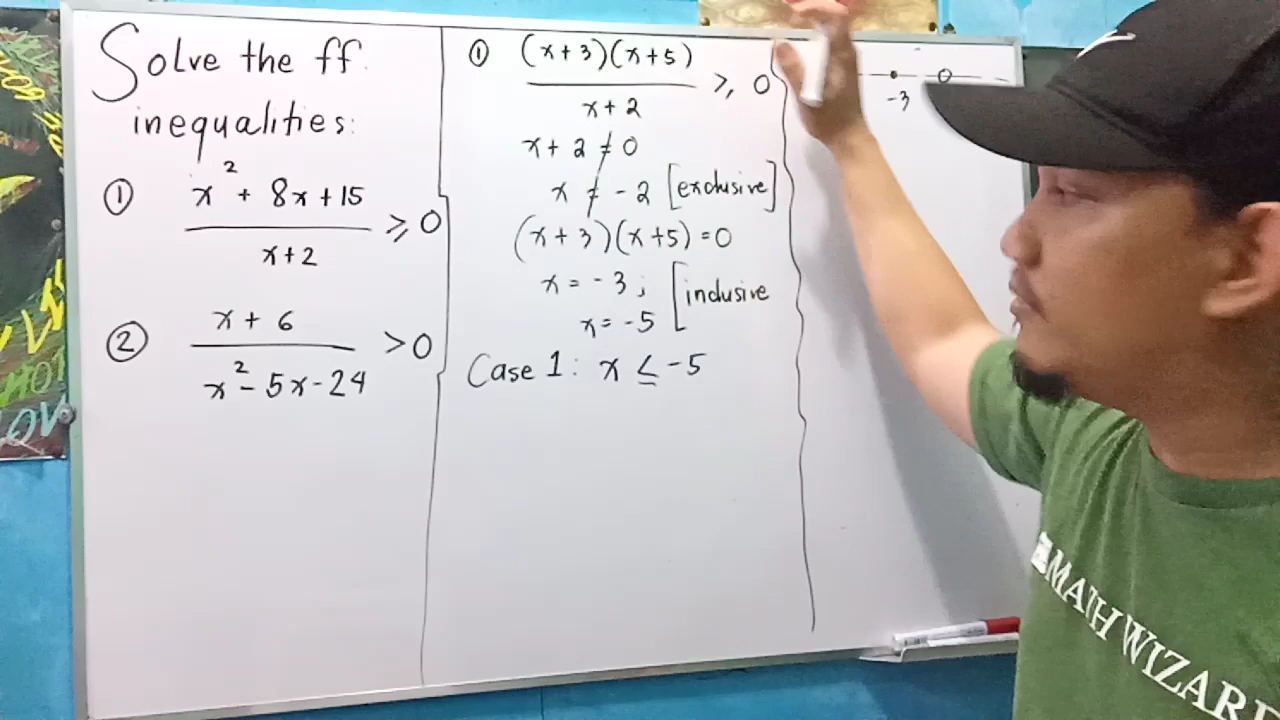 Solve the ff.
inequalities:
① x² + 8x + 15
x + 2
≥ 0
② x + 6
x² - 5x - 24
> 0
① (x + 3)(x + 5)
x + 2
≥ 0
x + 2 ≠ 0
x ≠ -2 [exclusive]
(x + 3)(x + 5) = 0
x = -3 ;
x = -5
[inclusive
Case 1: x ≤ -5
-3
MATH WIZARD